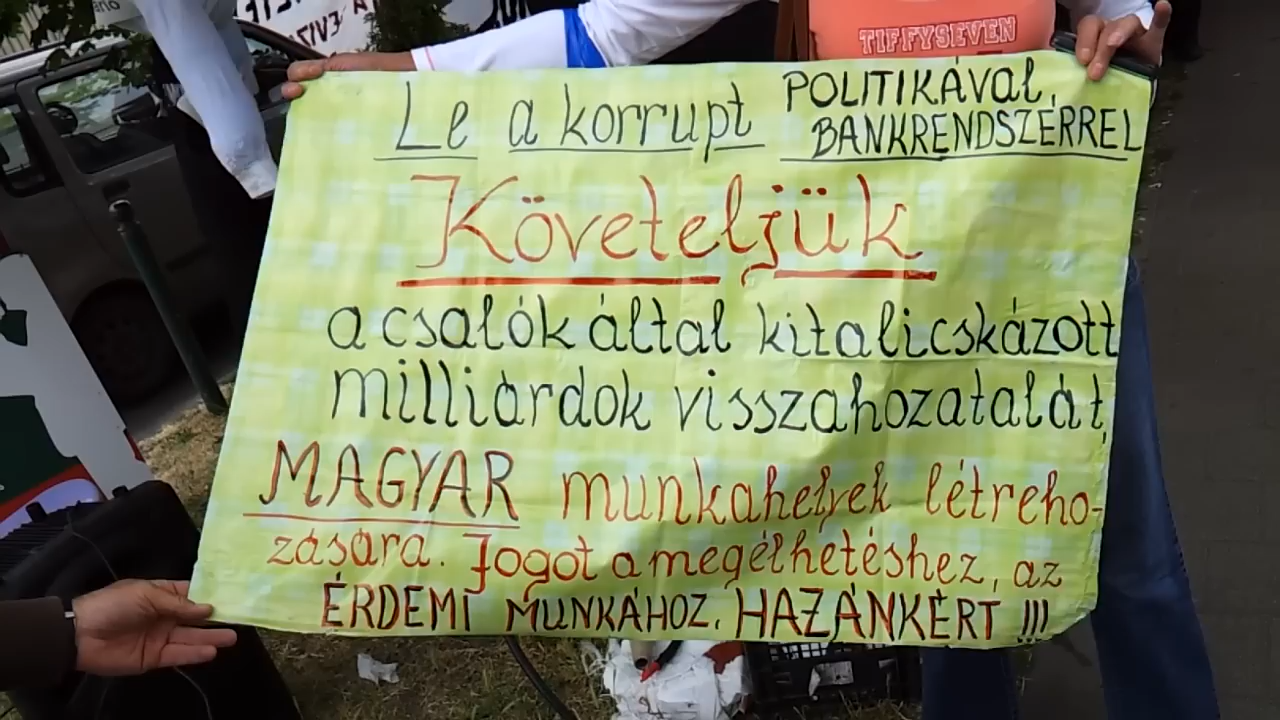 TIFFYSEVEN
Le a korrupt POLITIKÁVal,
BANKRENDSZERREL
Követeljük
a csalók által kitalicskázott
milliárdok visszahozatalát,
MAGYAR munkahelyek létreho-
zására. Jogot a megélhetéshez, az
ÉRDEMI MUNKÁHOZ. HAZÁNKÉRT !!!